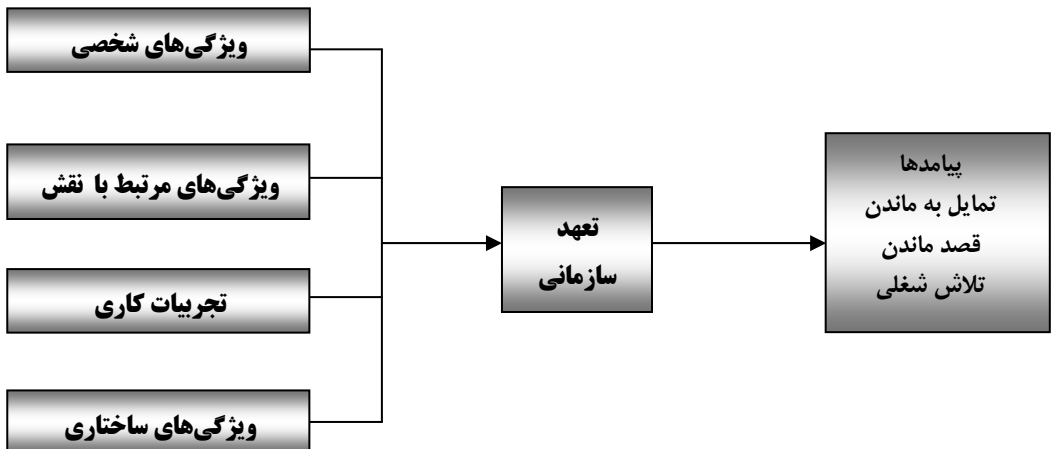 ویژگی‌های شخصی
ویژگی‌های مرتبط با نقش
تجربیات کاری
ویژگی‌های ساختاری
تعهد
سازمانی
پیامدها
تمایل به ماندن
قصد ماندن
تلاش شغلی